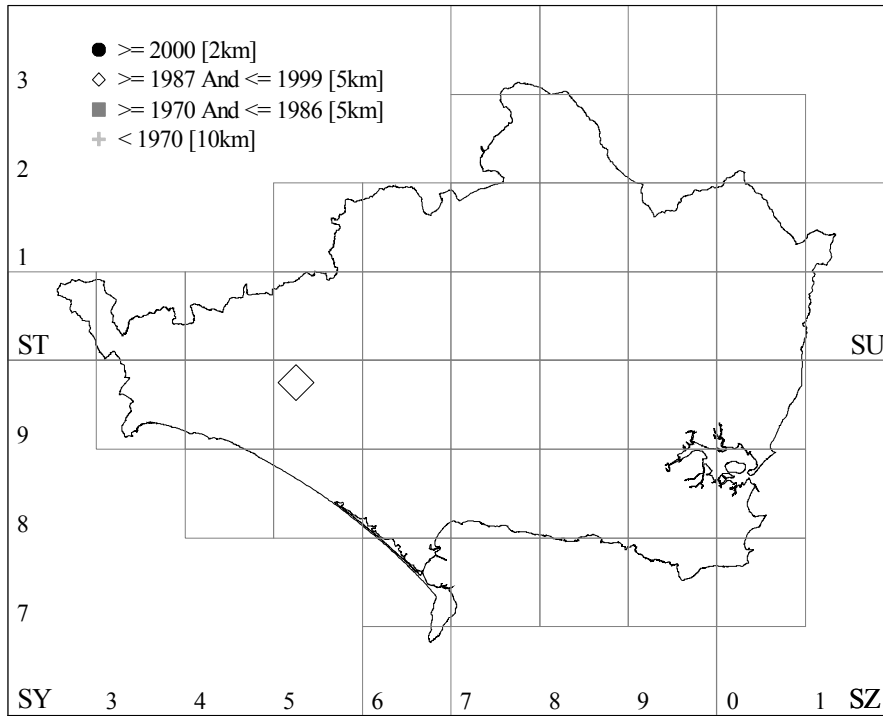 >= 2000 [2km]
>= 1987 And <= 1999 [5km]
>= 1970 And <= 1986 [5km]
< 1970 [10km]
3
2
1
ST
SU
9
8
7
SY 3 4 5 6 7 8 9 0 1 SZ